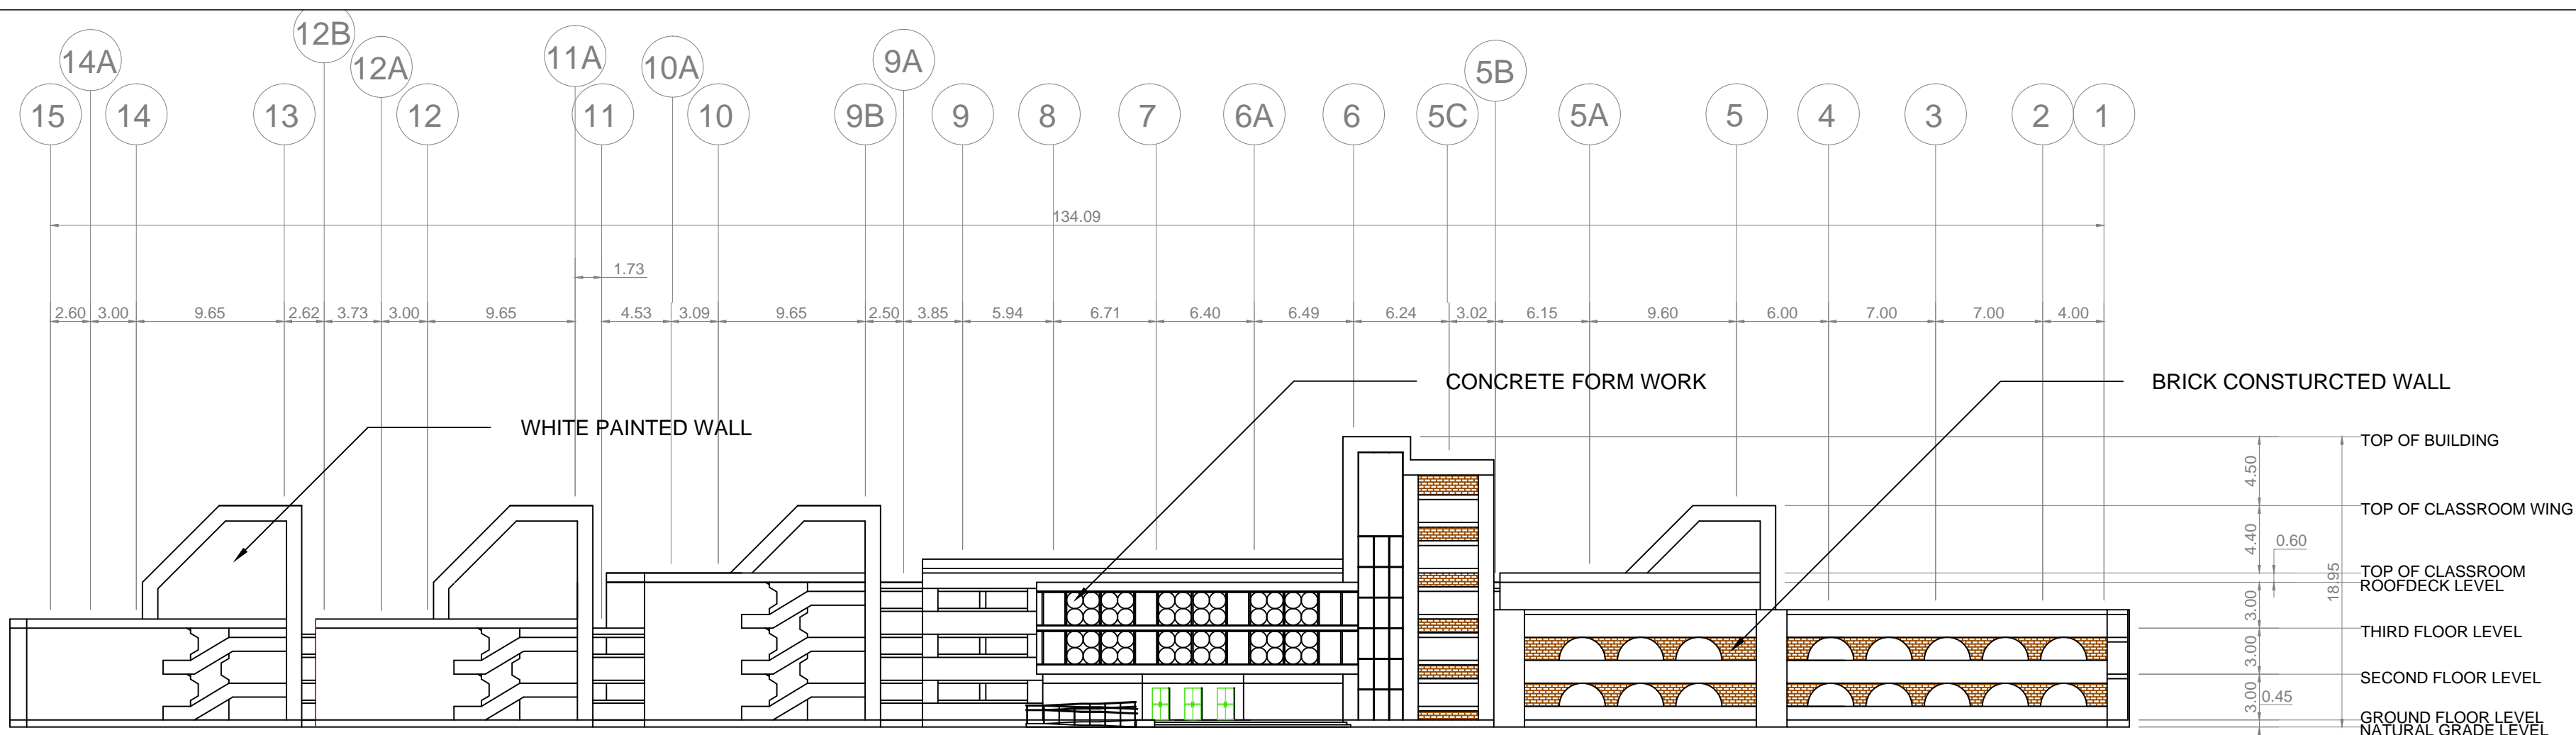 12B
11A
14A
12A
10A
9A
5B
15
14
13
12
11
10
9B
9
8
7
6A
6
5C
5A
5
4
3
2
1
134.09
1.73
2.60 3.00 9.65 2.62 3.73 3.00 9.65 4.53 3.09 9.65 2.50 3.85 5.94 6.71 6.40 6.49 6.24 3.02 6.15 9.60 6.00 7.00 7.00 4.00
CONCRETE FORM WORK
BRICK CONSTURCTED WALL
WHITE PAINTED WALL
TOP OF BUILDING
4.50
TOP OF CLASSROOM WING
4.40
0.60
TOP OF CLASSROOM
ROOFDECK LEVEL
18.95
3.00
THIRD FLOOR LEVEL
3.00
SECOND FLOOR LEVEL
3.00
0.45
GROUND FLOOR LEVEL
NATURAL GRADE LEVEL